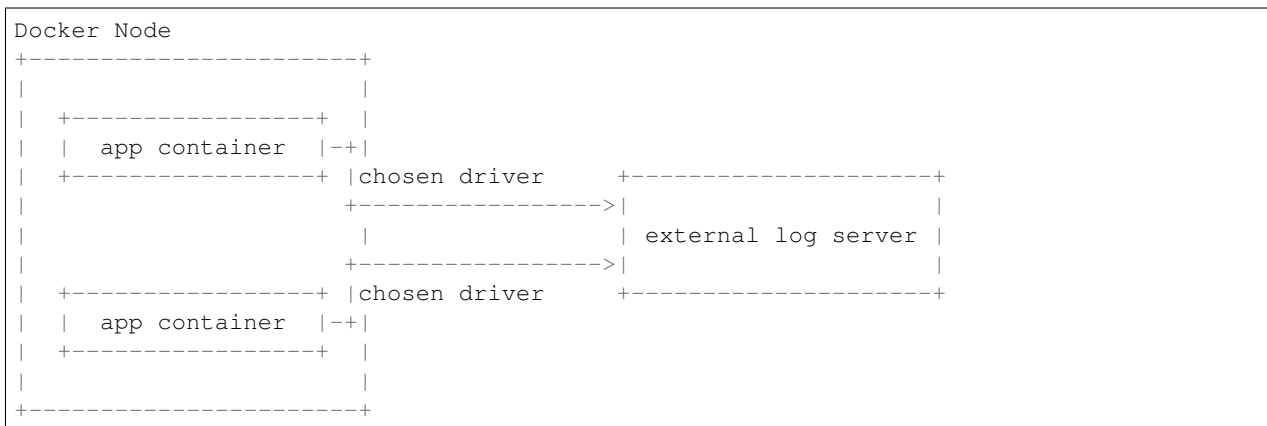 Docker Node
+-----------------------+
|                       |
|  +-----------------+  |
|  |  app container  |-+|
|  +-----------------+ |chosen driver     +---------------------+
|                      +----------------->|                     |
|                       |                 | external log server |
|                      +----------------->|                     |
|  +-----------------+ |chosen driver     +---------------------+
|  |  app container  |-+|
|  +-----------------+  |
|                       |
+-----------------------+